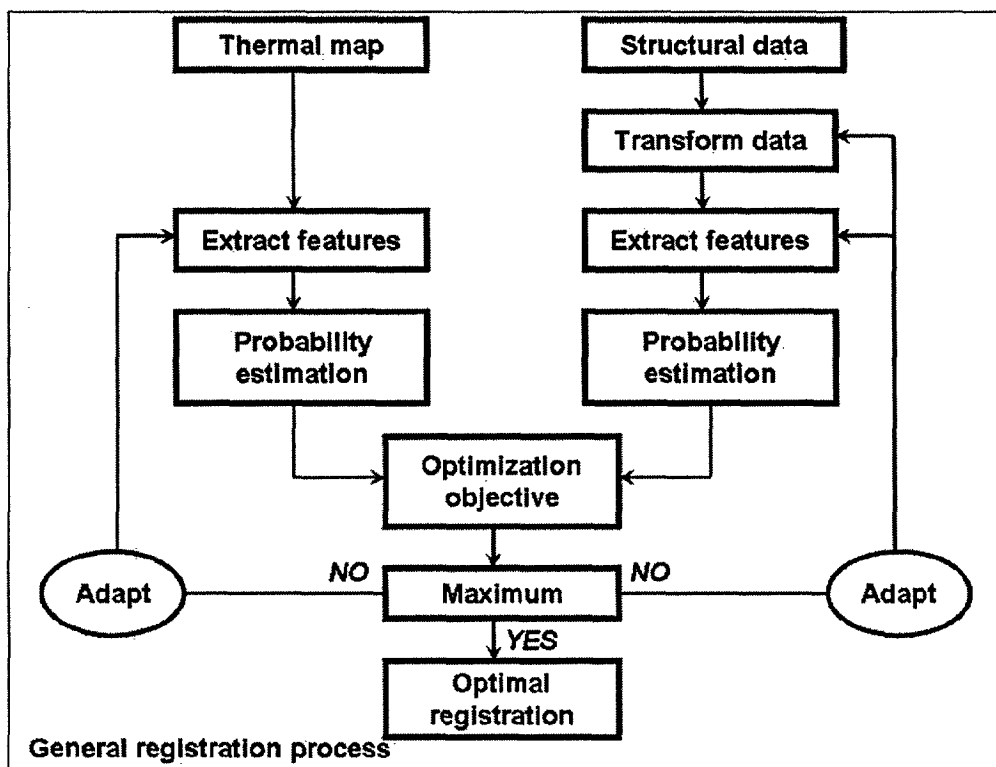 Thermal map
Structural data
Transform data
Extract features
Extract features
Probability
estimation
Probability
estimation
Optimization
objective
Adapt
NO
Maximum
NO
Adapt
YES
Optimal
registration
General registration process